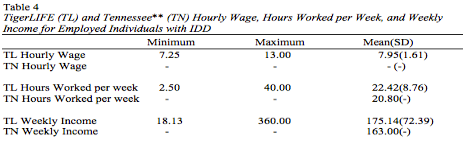 Table 4
TigerLIFE (TL) and Tennessee** (TN) Hourly Wage, Hours Worked per Week, and Weekly
Income for Employed Individuals with IDD
Minimum Maximum Mean(SD)
TL Hourly Wage 7.25 13.00 7.95(1.61)
TN Hourly Wage - - - (-)
TL Hours Worked per week 2.50 40.00 22.42(8.76)
TN Hours Worked per week - - 20.80(-)
TL Weekly Income 18.13 360.00 175.14(72.39)
TN Weekly Income - - 163.00(-)